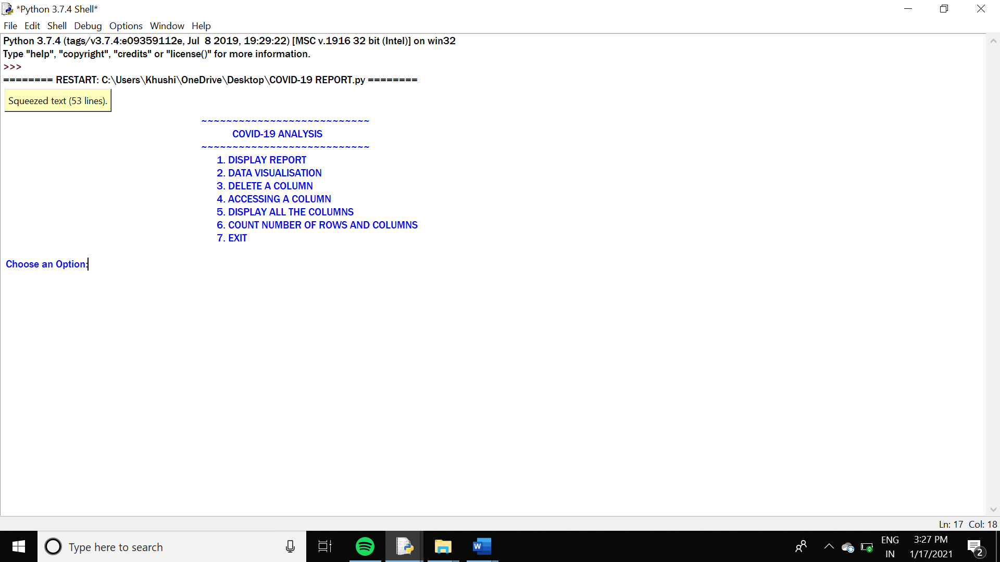 *Python 3.7.4 Shell*
File Edit Shell Debug Options Window Help
Python 3.7.4 (tags/v3.7.4:e09359112e, Jul  8 2019, 19:29:22) [MSC v.1916 32 bit (Intel)] on win32
Type "help", "copyright", "credits" or "license()" for more information.
>>>
======== RESTART: C:\Users\Khushi\OneDrive\Desktop\COVID-19 REPORT.py ========
Squeezed text (53 lines).
~~~~~~~~~~~~~~~~~~~~~~~~~~~
COVID-19 ANALYSIS
~~~~~~~~~~~~~~~~~~~~~~~~~~~
1. DISPLAY REPORT
2. DATA VISUALISATION
3. DELETE A COLUMN
4. ACCESSING A COLUMN
5. DISPLAY ALL THE COLUMNS
6. COUNT NUMBER OF ROWS AND COLUMNS
7. EXIT
Choose an Option:
Ln: 17 Col: 18
Type here to search
W
ENG
IN
3:27 PM
1/17/2021
2